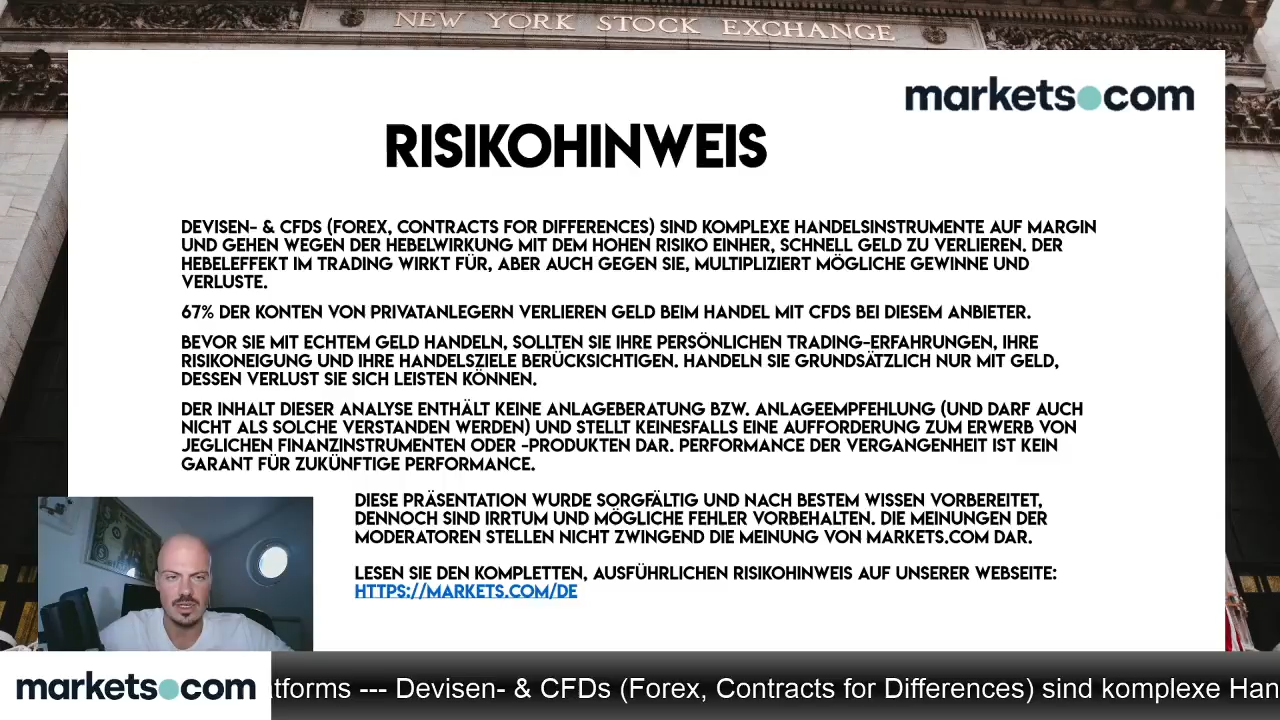 NEW YORK STOCK EXCHANGE
markets.com
RISIKOHINWEIS
DEVISEN- & CFDS (FOREX, CONTRACTS FOR DIFFERENCES) SIND KOMPLEXE HANDELSINSTRUMENTE AUF MARGIN
UND GEHEN WEGEN DER HEBELWIRKUNG MIT DEM HOHEN RISIKO EINHER, SCHNELL GELD ZU VERLIEREN. DER
HEBELEFFEKT IM TRADING WIRKT FÜR, ABER AUCH GEGEN SIE, MULTIPLIZIERT MÖGLICHE GEWINNE UND
VERLUSTE.
67% DER KONTEN VON PRIVATANLEGERN VERLIEREN GELD BEIM HANDEL MIT CFDS BEI DIESEM ANBIETER.
BEVOR SIE MIT ECHTEM GELD HANDELN, SOLLTEN SIE IHRE PERSÖNLICHEN TRADING-ERFAHRUNGEN, IHRE
RISIKONEIGUNG UND IHRE HANDELSZIELE BERÜCKSICHTIGEN. HANDELN SIE GRUNDSÄTZLICH NUR MIT GELD,
DESSEN VERLUST SIE SICH LEISTEN KÖNNEN.
DER INHALT DIESER ANALYSE ENTHÄLT KEINE ANLAGEBERATUNG BZW. ANLAGEEMPFEHLUNG (UND DARF AUCH
NICHT ALS SOLCHE VERSTANDEN WERDEN) UND STELLT KEINESFALLS EINE AUFFORDERUNG ZUM ERWERB VON
JEGLICHEN FINANZINSTRUMENTEN ODER -PRODUKTEN DAR. PERFORMANCE DER VERGANGENHEIT IST KEIN
GARANT FÜR ZUKÜNFTIGE PERFORMANCE.
DIESE PRÄSENTATION WURDE SORGFÄLTIG UND NACH BESTEM WISSEN VORBEREITET,
DENNOCH SIND IRRTUM UND MÖGLICHE FEHLER VORBEHALTEN. DIE MEINUNGEN DER
MODERATOREN STELLEN NICHT ZWINGEND DIE MEINUNG VON MARKETS.COM DAR.
LESEN SIE DEN KOMPLETTEN, AUSFÜHRLICHEN RISIKOHINWEIS AUF UNSERER WEBSEITE:
HTTPS://MARKETS.COM/DE
markets.com
tforms --- Devisen- & CFDs (Forex, Contracts for Differences) sind komplexe Han